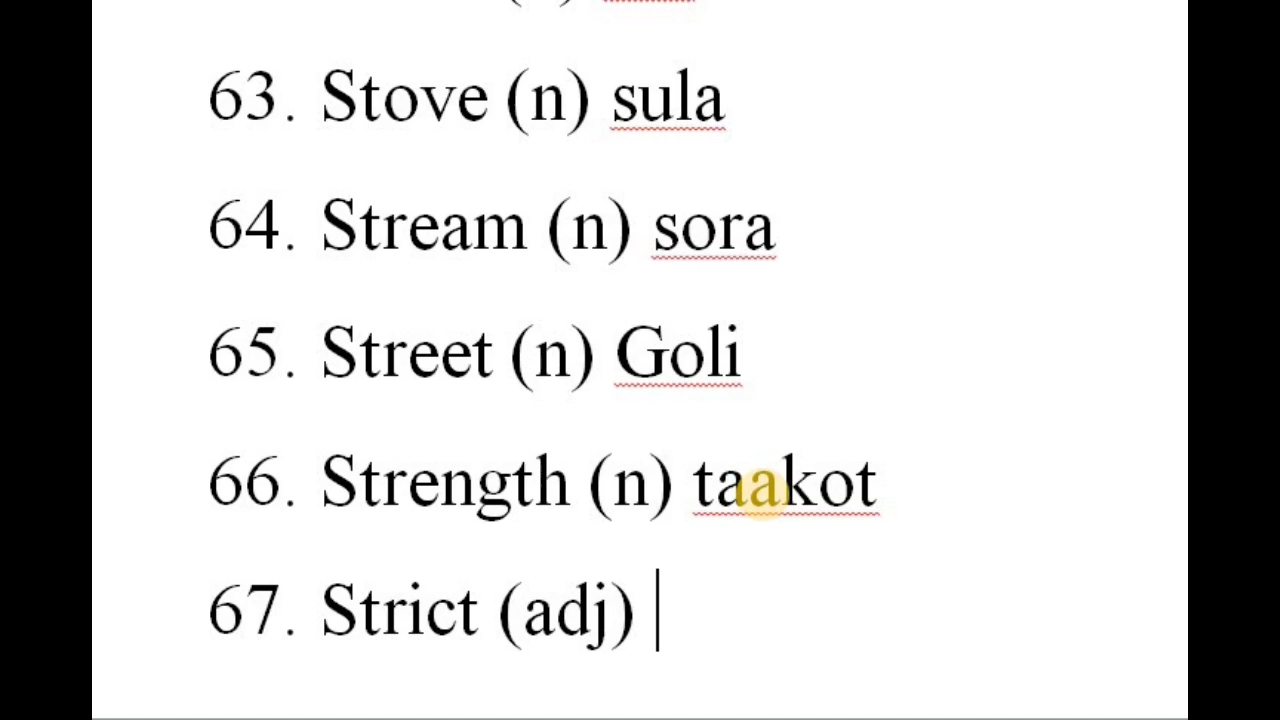 63. Stove (n) sula
64. Stream (n) sora
65. Street (n) Goli
66. Strength (n) taakot
67. Strict (adj)